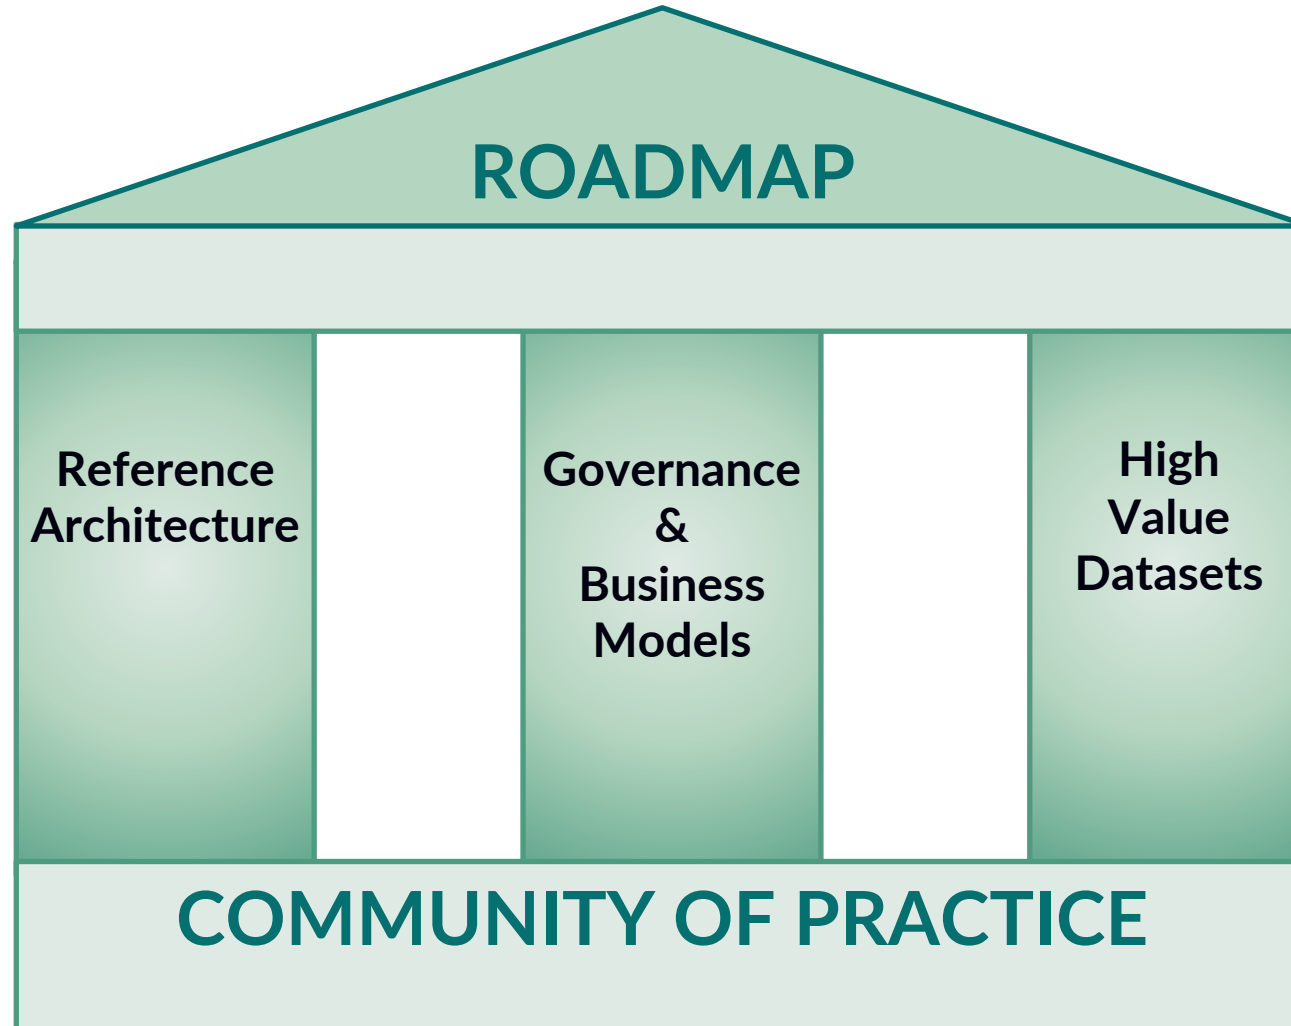 ROADMAP
Reference
Architecture
Governance
&
Business
Models
High
Value
Datasets
COMMUNITY OF PRACTICE